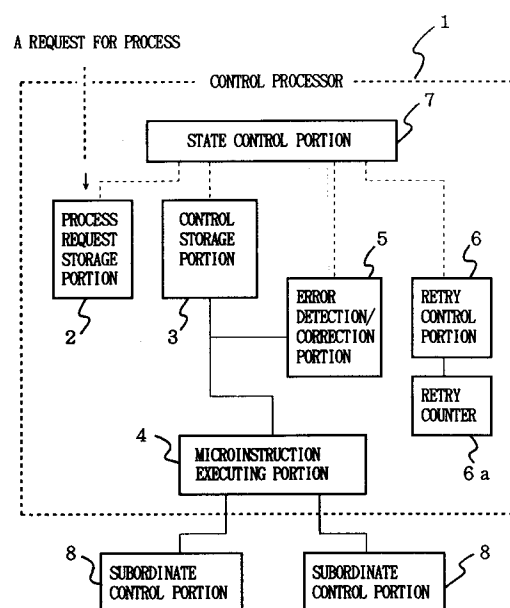 1
A REQUEST FOR PROCESS
CONTROL PROCESSOR
7
STATE CONTROL PORTION
PROCESS
REQUEST
STORAGE
PORTION
2
CONTROL
STORAGE
PORTION
3
5
ERROR
DETECTION/
CORRECTION
PORTION
6
RETRY
CONTROL
PORTION
RETRY
COUNTER
6a
4
MICROINSTRUCTION
EXECUTING PORTION
8
SUBORDINATE
CONTROL PORTION
8
SUBORDINATE
CONTROL PORTION